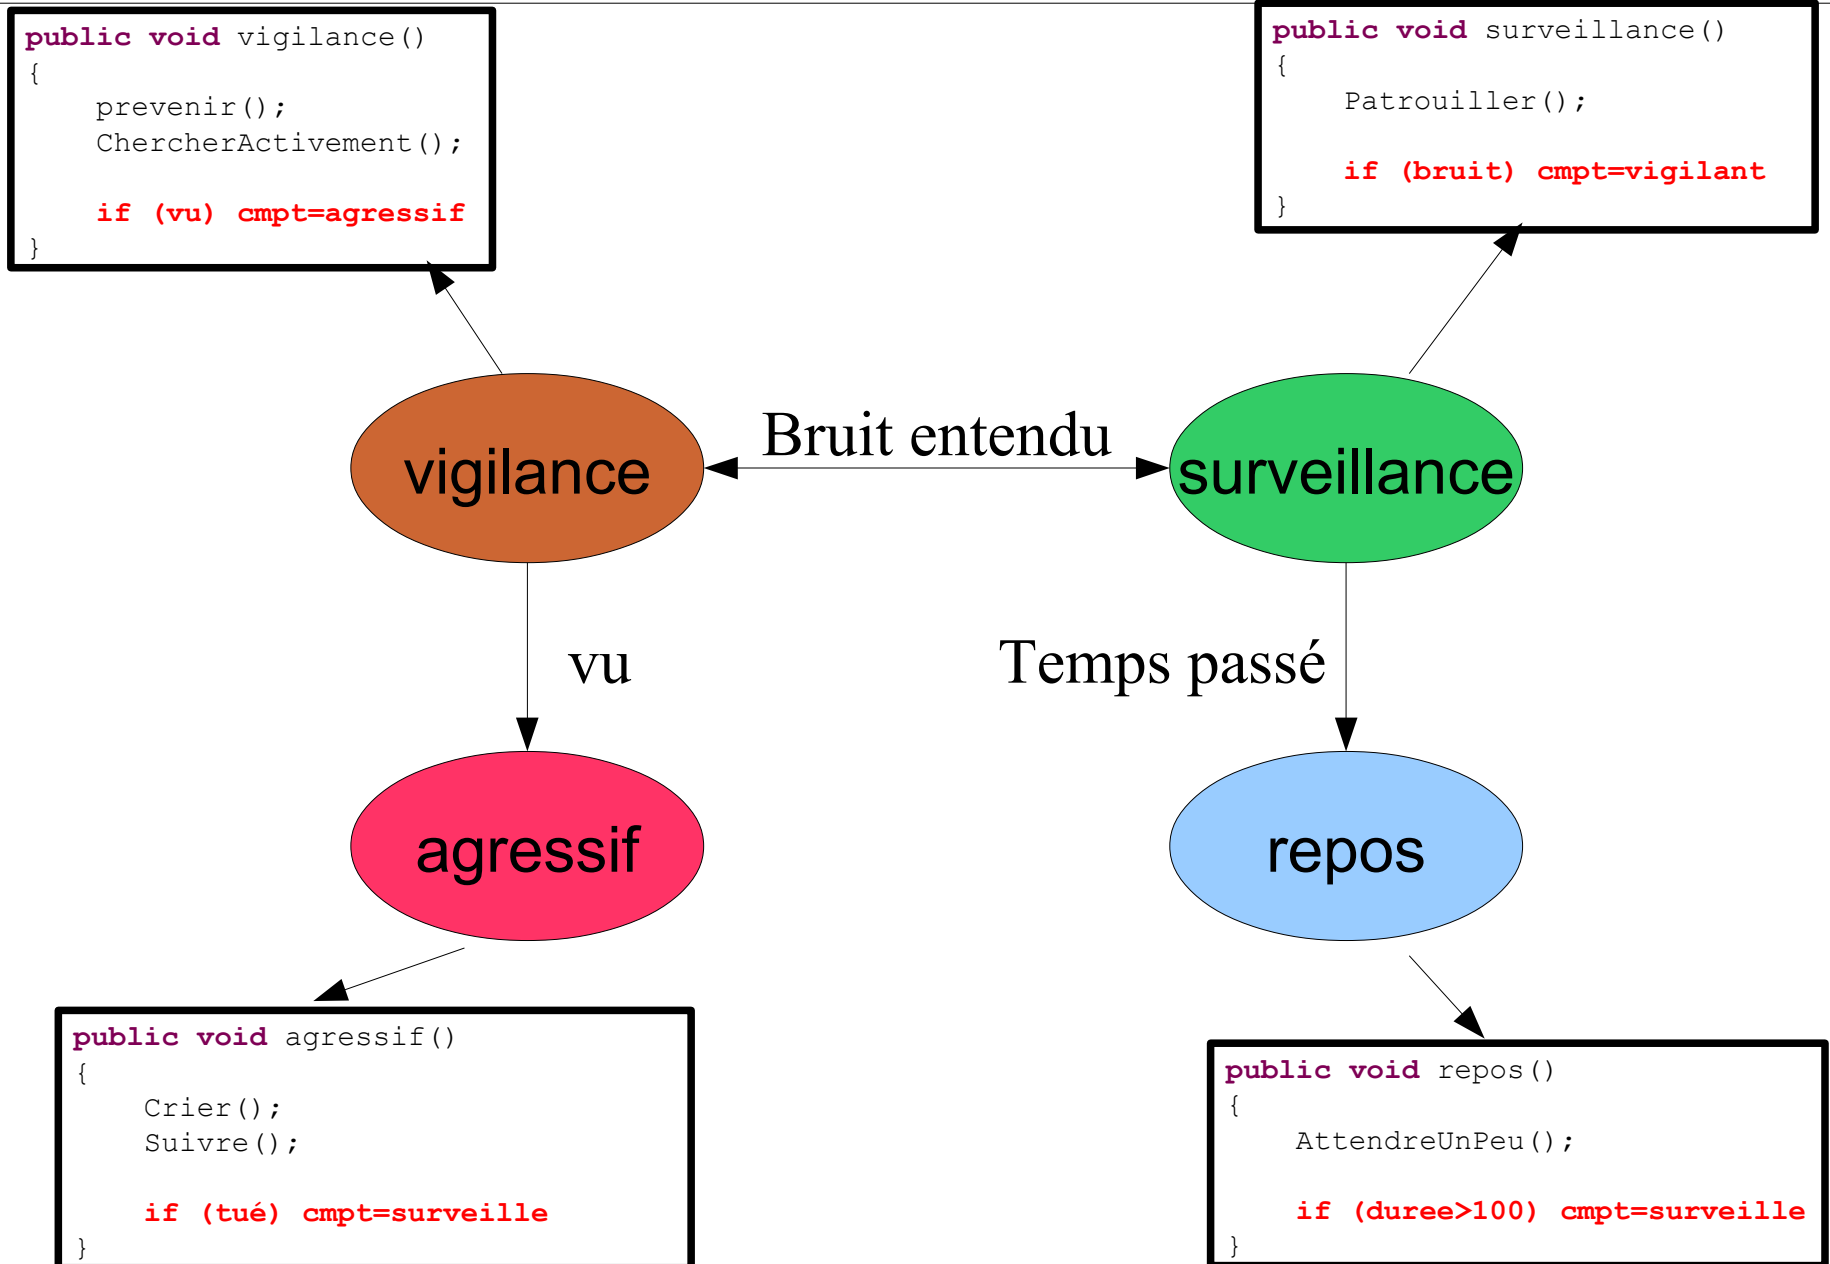 public void vigilance()
{
prevenir();
ChercherActivement();
if (vu) cmpt=agressif
}
public void surveillance()
{
Patrouiller();
if (bruit) cmpt=vigilant
}
vigilance
Bruit entendu
surveillance
vu
Temps passé
agressif
repos
public void agressif()
{
Crier();
Suivre();
if (tué) cmpt=surveille
}
public void repos()
{
AttendreUnPeu();
if (duree>100) cmpt=surveille
}